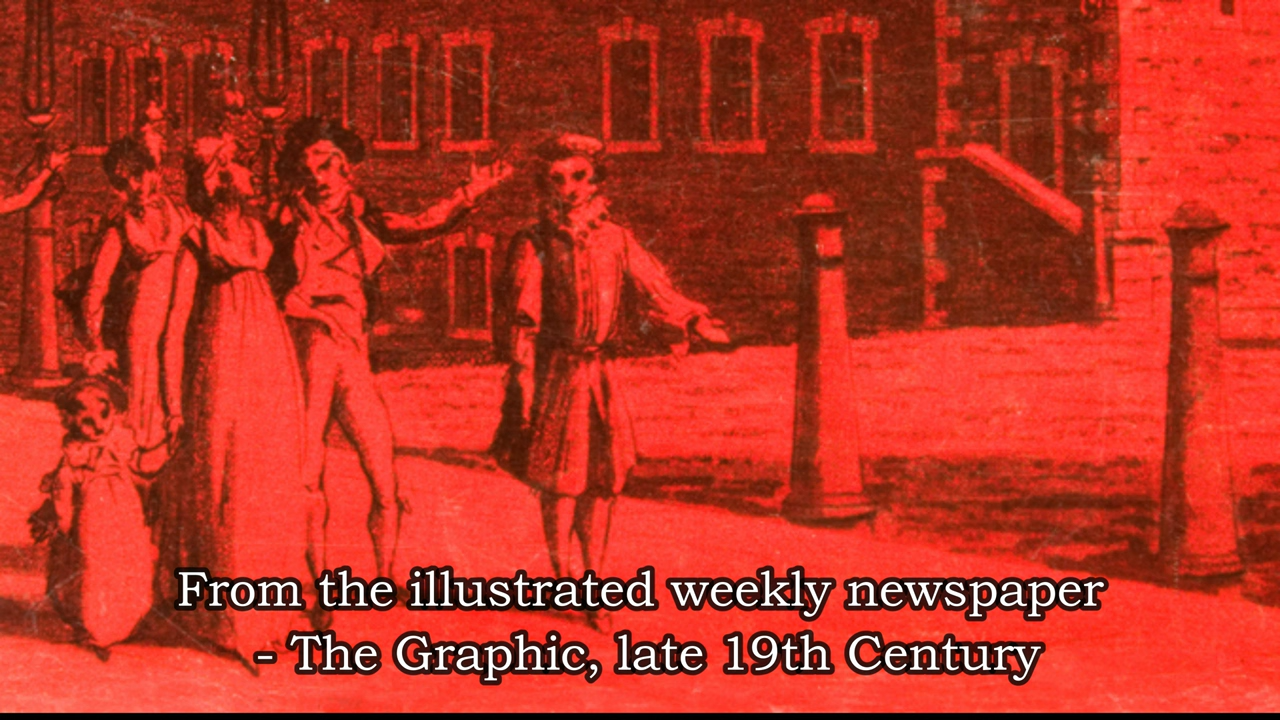 From the illustrated weekly newspaper
- The Graphic, late 19th Century